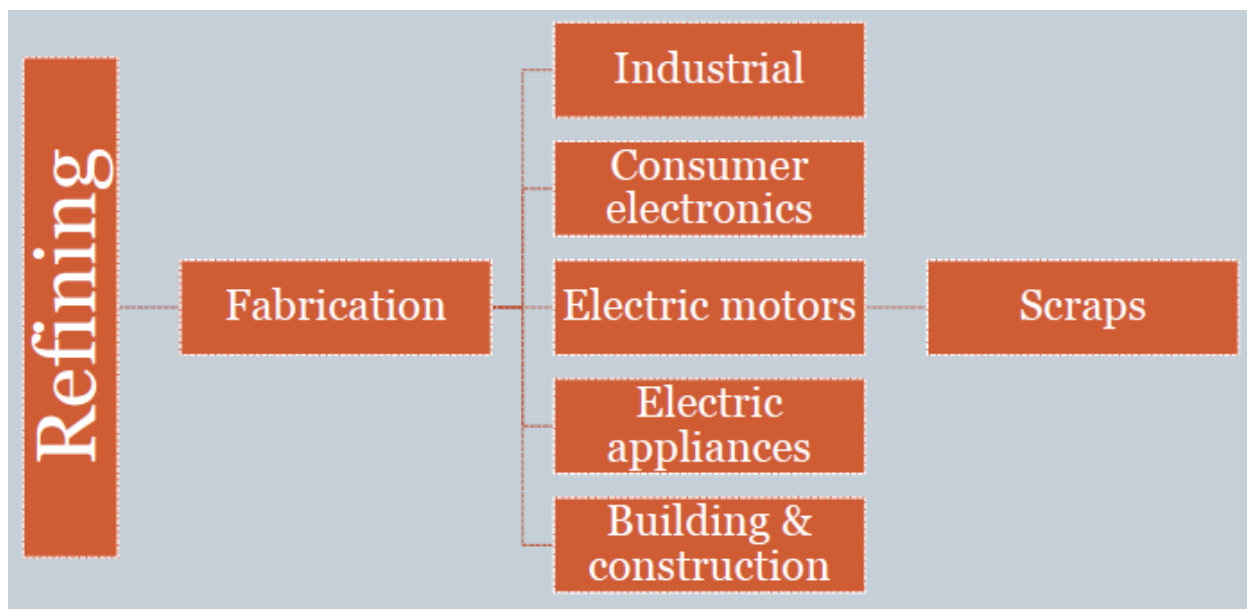 Refining
Fabrication
Industrial
Consumer
electronics
Electric motors
Electric
appliances
Building &
construction
Scraps